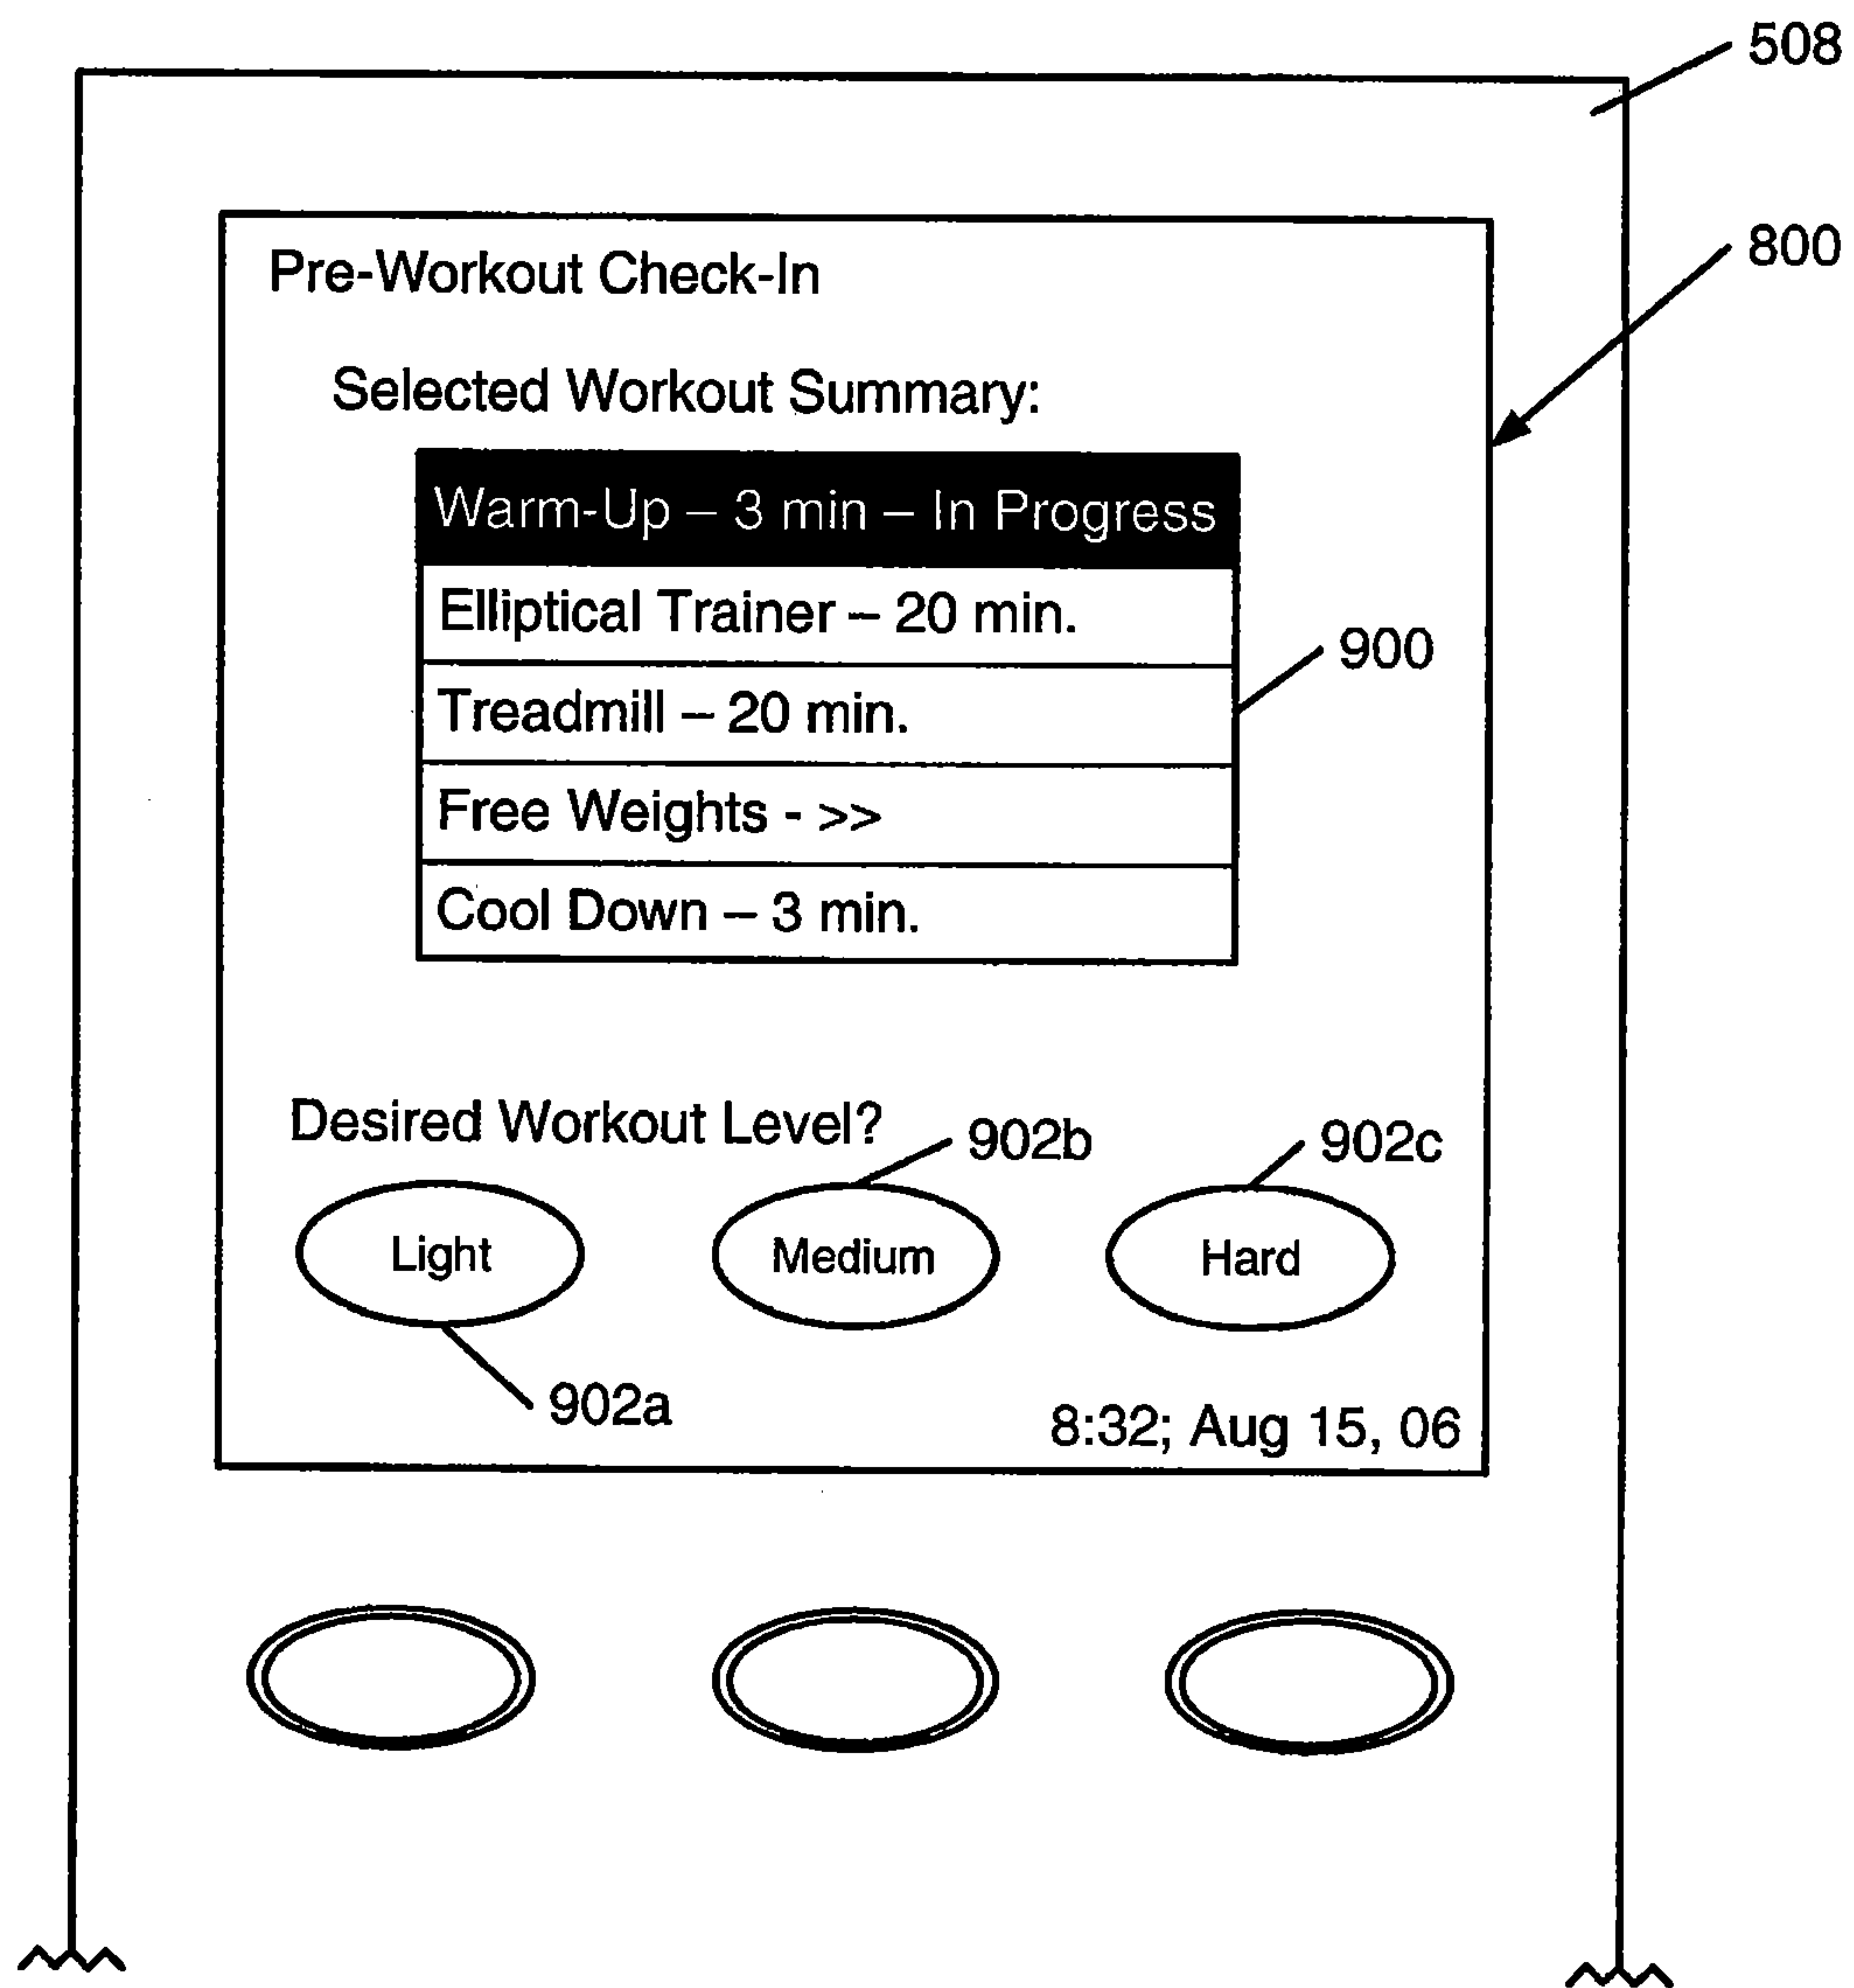 508
800
Pre-Workout Check-In
Selected Workout Summary:
Warm-Up – 3 min – In Progress
Elliptical Trainer – 20 min.
900
Treadmill – 20 min.
Free Weights - >>
Cool Down – 3 min.
Desired Workout Level?
902b
902c
Light
Medium
Hard
902a
8:32; Aug 15, 06